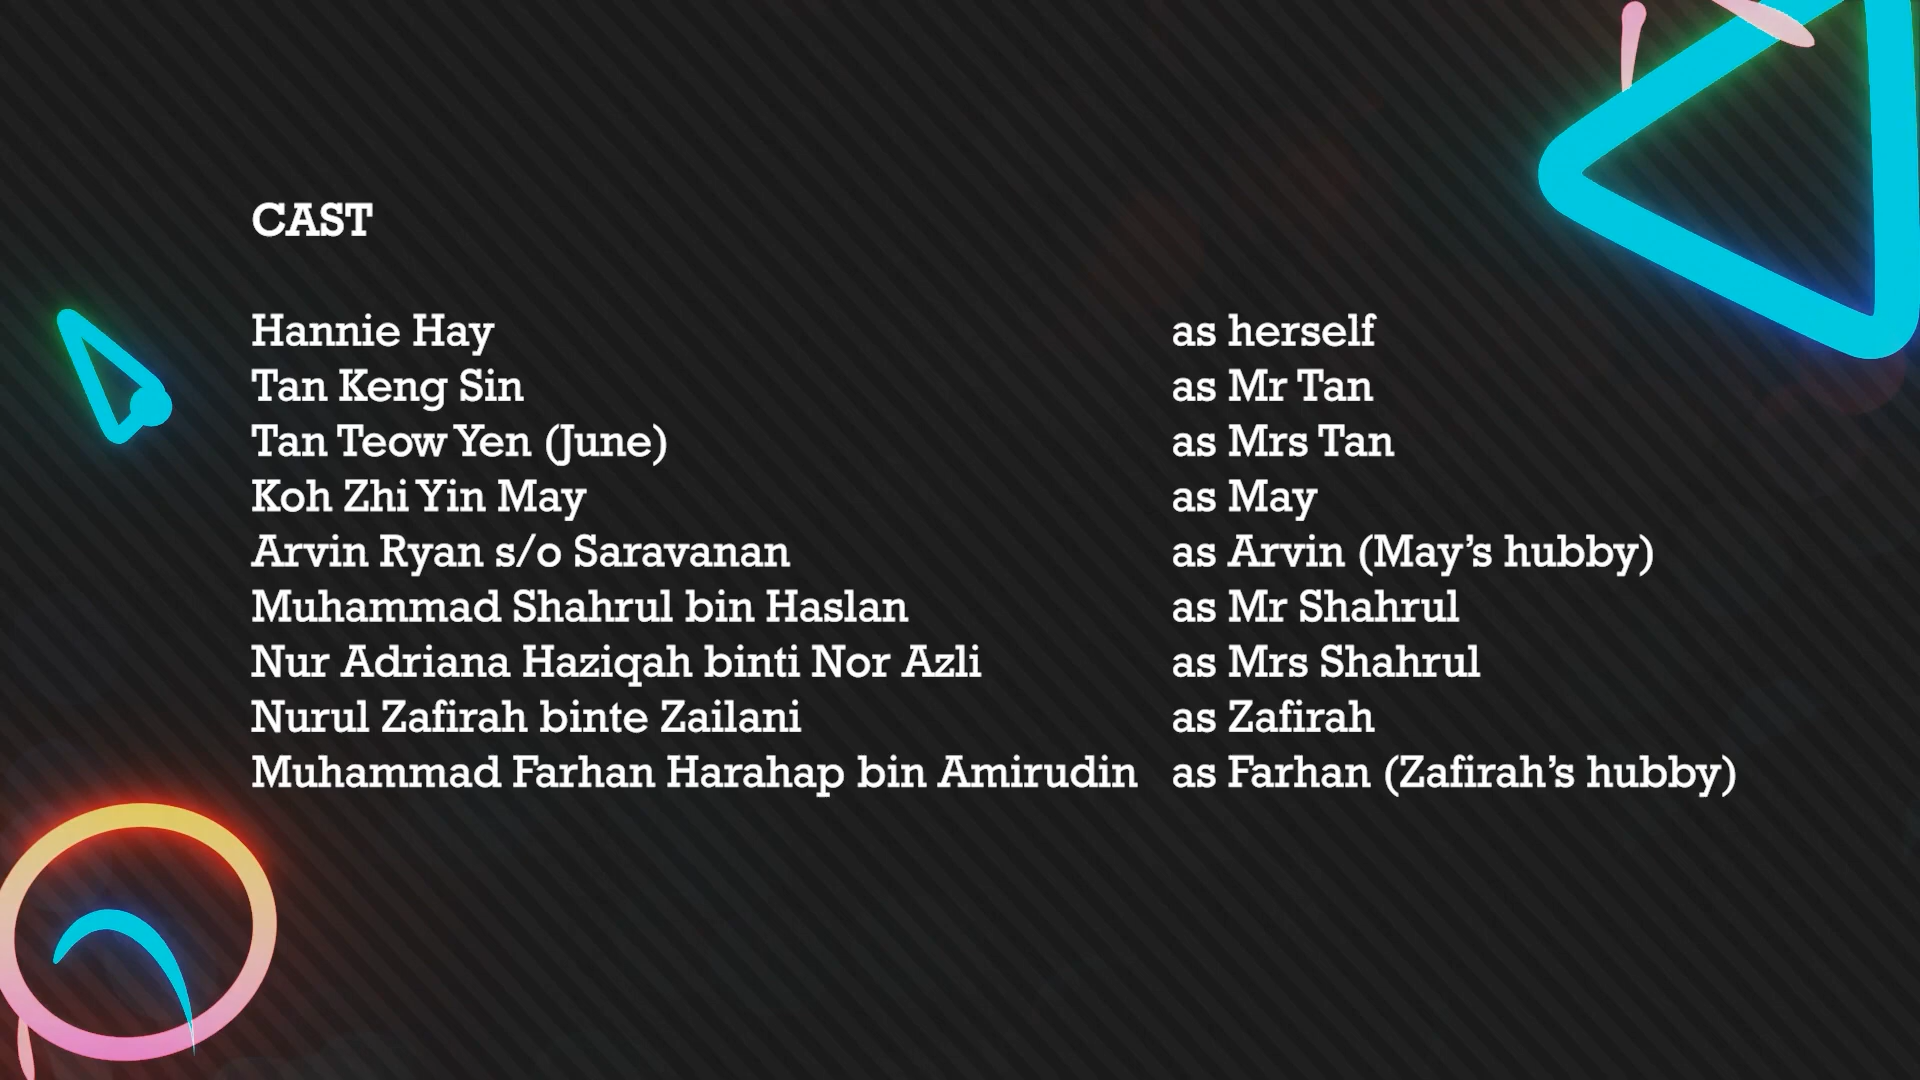 CAST
Hannie Hay as herself
Tan Keng Sin as Mr Tan
Tan Teow Yen (June) as Mrs Tan
Koh Zhi Yin May as May
Arvin Ryan s/o Saravanan as Arvin (May’s hubby)
Muhammad Shahrul bin Haslan as Mr Shahrul
Nur Adriana Haziqah binti Nor Azli as Mrs Shahrul
Nurul Zafirah binte Zailani as Zafirah
Muhammad Farhan Harahap bin Amirudin as Farhan (Zafirah’s hubby)